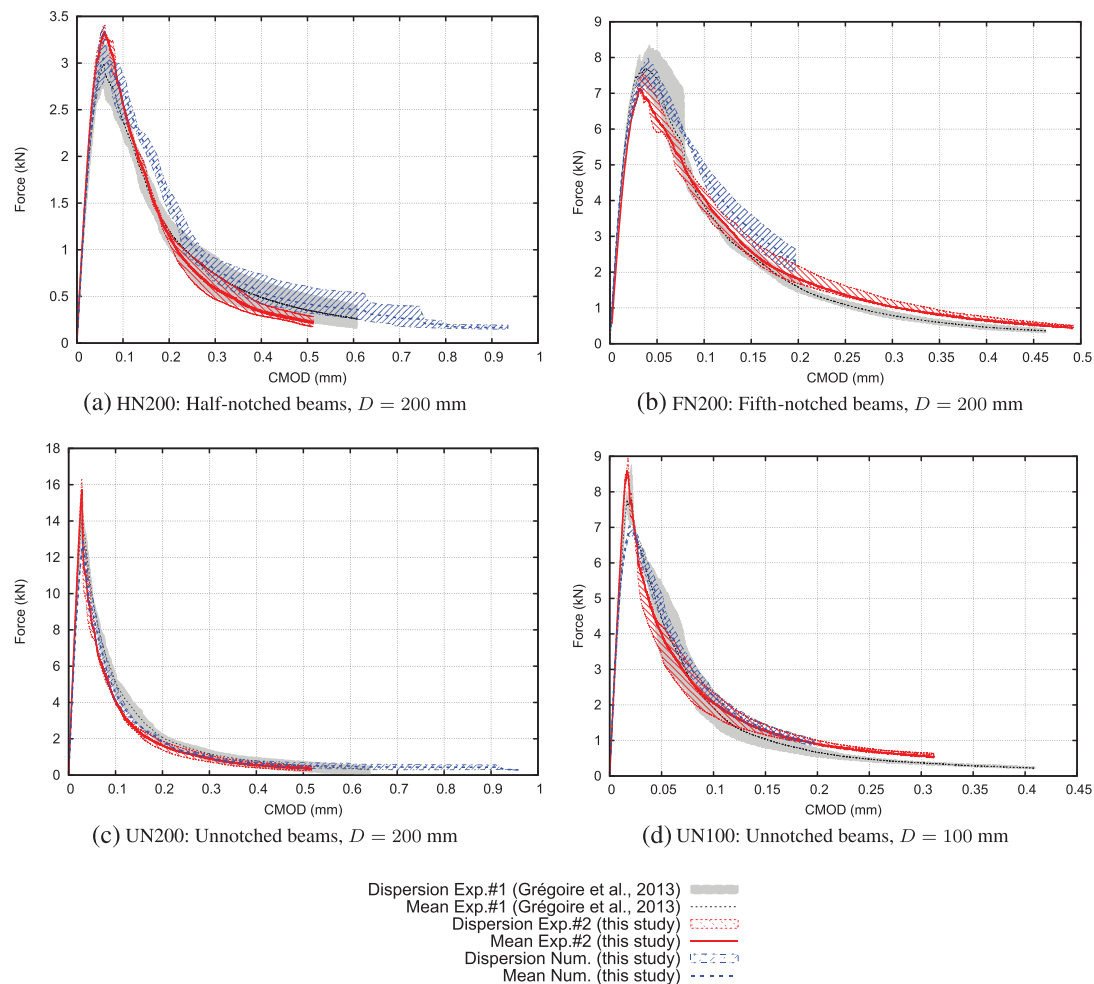 3.5
3
2.5
2
1.5
1
0.5
0
Force (kN)
0 0.1 0.2 0.3 0.4 0.5 0.6 0.7 0.8 0.9 1
CMOD (mm)
(a) HN200: Half-notched beams, D = 200 mm
9
8
7
6
5
4
3
2
1
0
Force (kN)
0 0.05 0.1 0.15 0.2 0.25 0.3 0.35 0.4 0.45 0.5
CMOD (mm)
(b) FN200: Fifth-notched beams, D = 200 mm
18
16
14
12
10
8
6
4
2
0
Force (kN)
0 0.1 0.2 0.3 0.4 0.5 0.6 0.7 0.8 0.9 1
CMOD (mm)
(c) UN200: Unnotched beams, D = 200 mm
9
8
7
6
5
4
3
2
1
0
Force (kN)
0 0.05 0.1 0.15 0.2 0.25 0.3 0.35 0.4 0.45
CMOD (mm)
(d) UN100: Unnotched beams, D = 100 mm
Dispersion Exp.#1 (Grégoire et al., 2013)
Mean Exp.#1 (Grégoire et al., 2013)
Dispersion Exp.#2 (this study)
Mean Exp.#2 (this study)
Dispersion Num. (this study)
Mean Num. (this study)